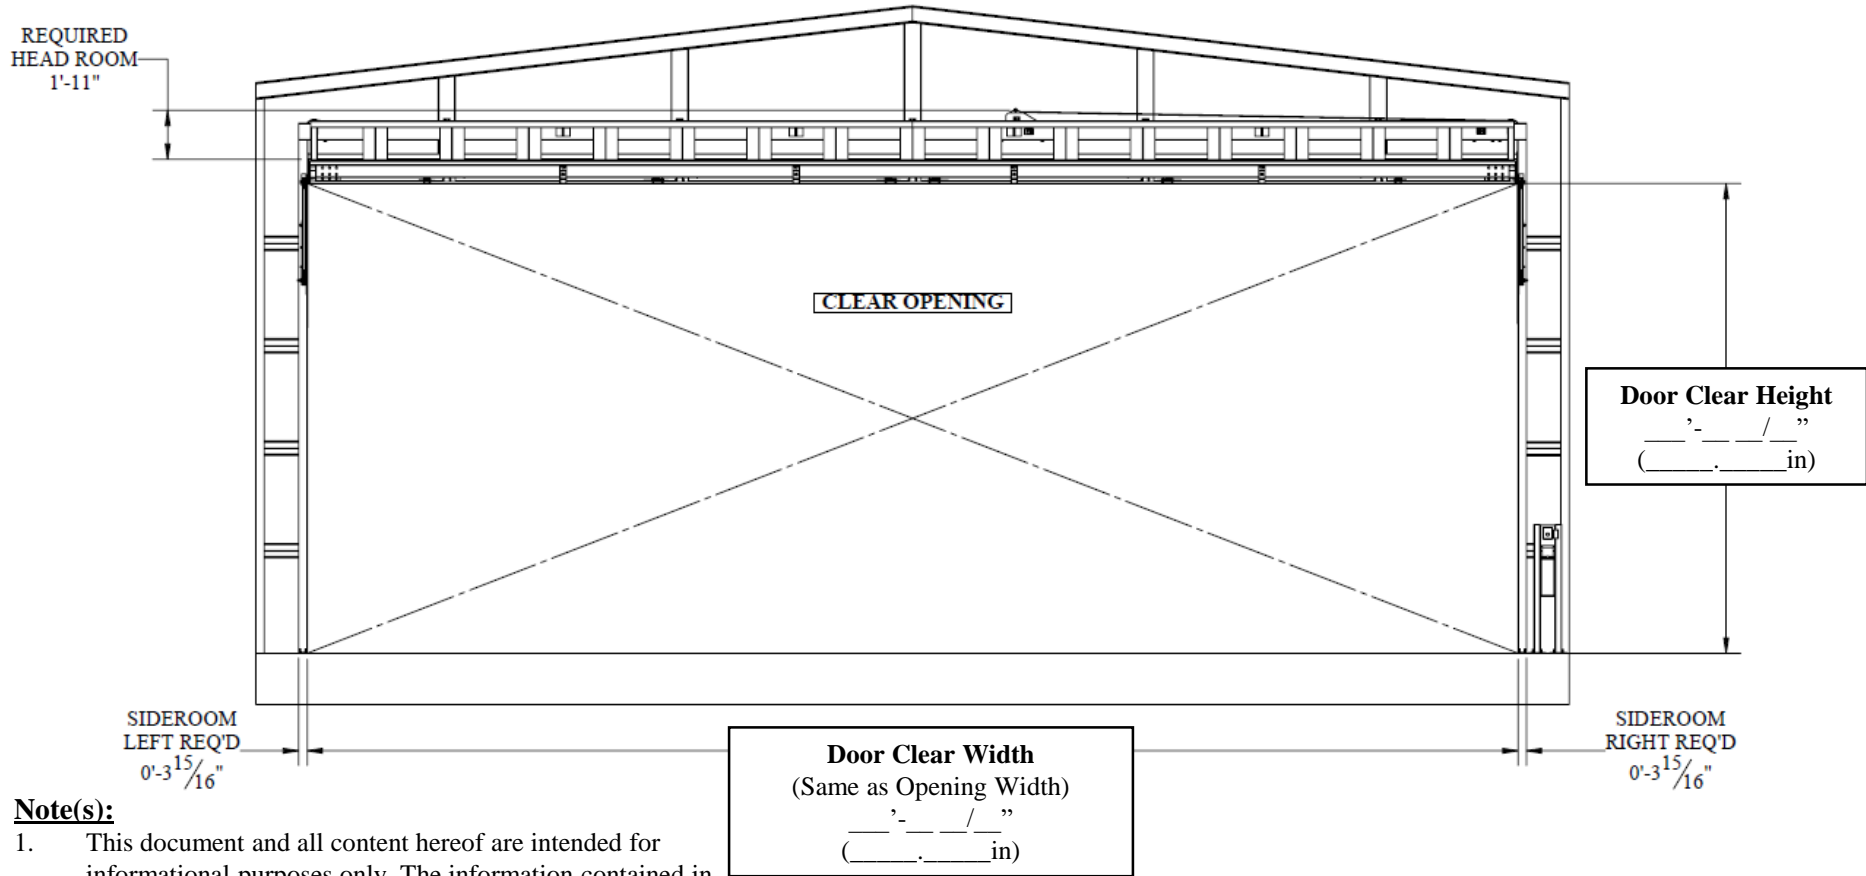 REQUIRED
HEAD ROOM
1'-11"
CLEAR OPENING
Door Clear Height
___’-__ __/__”
(_____._____in)
SIDEROOM
LEFT REQ'D
0'-3 15/16"
Door Clear Width
(Same as Opening Width)
___’-__ __/__”
(_____._____in)
SIDEROOM
RIGHT REQ'D
0'-3 15/16"
Note(s):
1. This document and all content hereof are intended for
informational purposes only. The information contained in